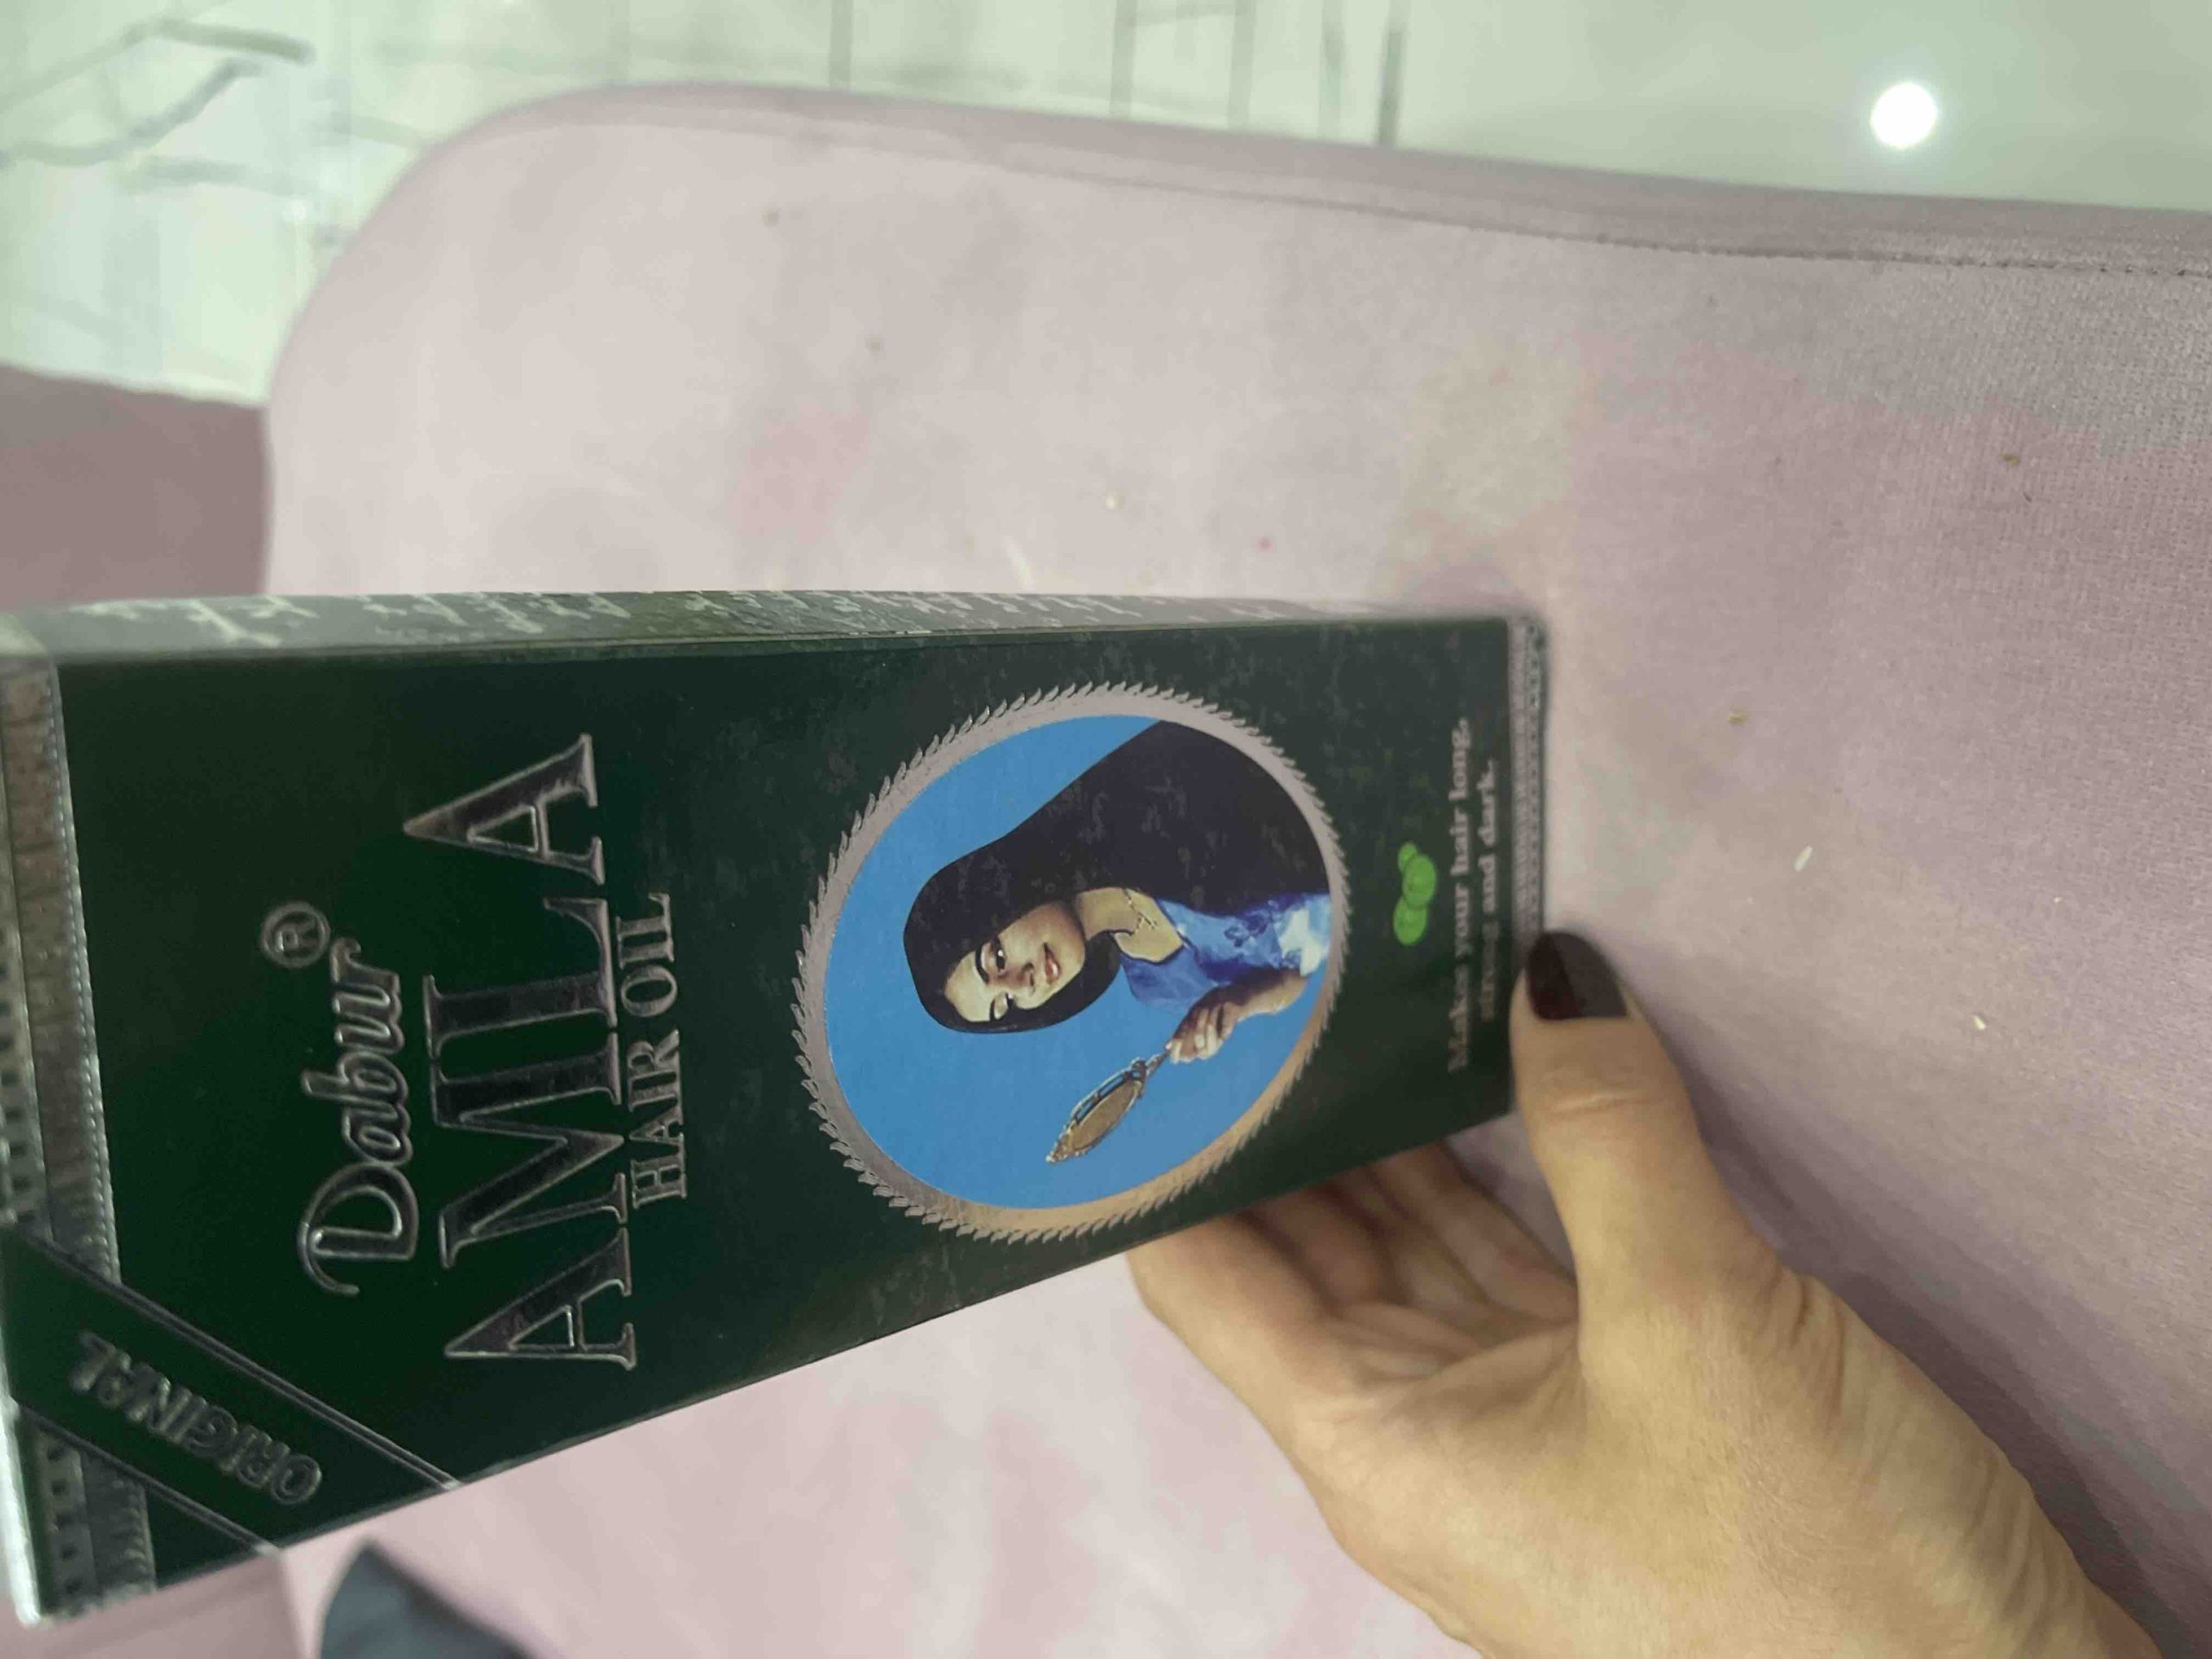 ORIGINAL
Dabur®
AMLA
HAIR OIL
Makes your hair long,
strong and dark.